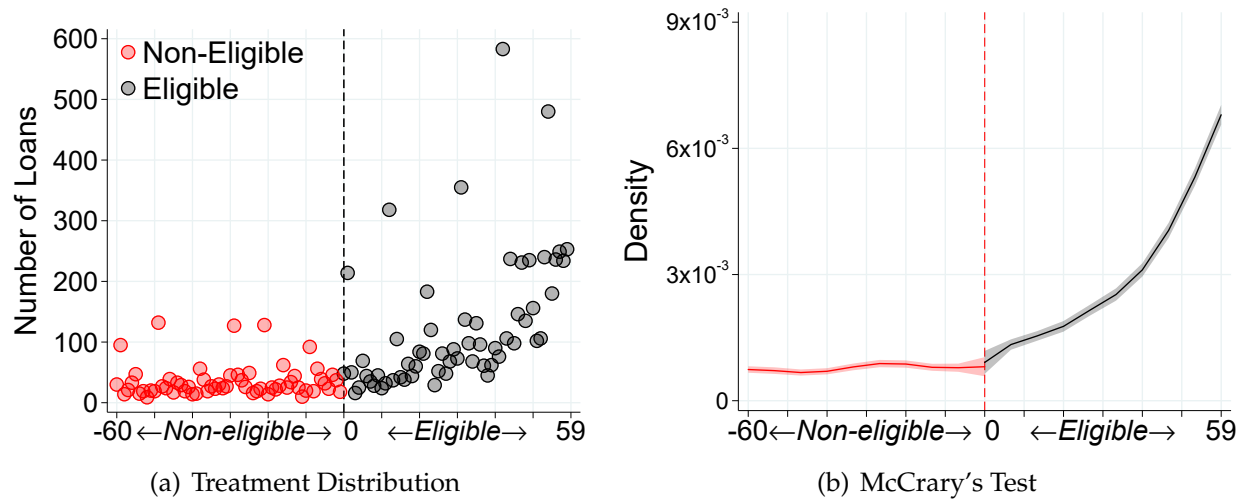 Number of Loans
600
500
400
300
200
100
0
Non-Eligible
Eligible
-60 ←Non-eligible→ 0 ←Eligible→ 59
(a) Treatment Distribution
Density
9x10⁻³
6x10⁻³
3x10⁻³
0
-60 ←Non-eligible→ 0 ←Eligible→ 59
(b) McCrary's Test